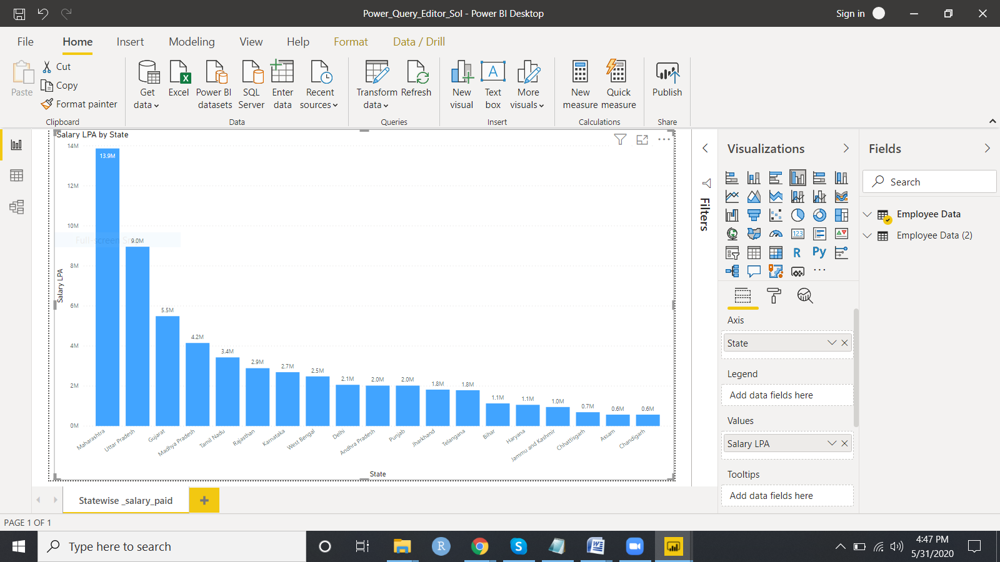 Power_Query_Editor_Sol - Power BI Desktop
Sign in
File Home Insert Modeling View Help Format Data / Drill
Paste
Cut
Copy
Format painter
Clipboard
Get data
Excel
Power BI datasets
SQL Server
Enter data
Recent sources
Data
Transform data
Refresh
Queries
New visual
Text box
A
More visuals
Insert
New measure
Quick measure
Calculations
Publish
Share
Salary LPA by State
14M
12M
10M
8M
6M
4M
2M
0M
Salary LPA
Full-screen Sn
13.9M
9.0M
5.5M
4.2M
3.4M
2.9M
2.7M
2.5M
2.1M
2.0M
2.0M
1.8M
1.8M
1.1M
1.1M
1.0M
0.7M
0.6M
0.6M
Maharashtra
Uttar Pradesh
Gujarat
Madhya Pradesh
Tamil Nadu
Rajasthan
Karnataka
West Bengal
Delhi
Andhra Pradesh
Punjab
Jharkhand
Telangana
Bihar
Haryana
Jammu and Kashmir
Chhattisgarh
Assam
Chandigarh
State
Filters
Visualizations
123
R
Py
Axis
State
Legend
Add data fields here
Values
Salary LPA
Tooltips
Add data fields here
Fields
Search
Employee Data
Employee Data (2)
Statewise _salary_paid
PAGE 1 OF 1
Type here to search
R
S
W
4:47 PM
5/31/2020